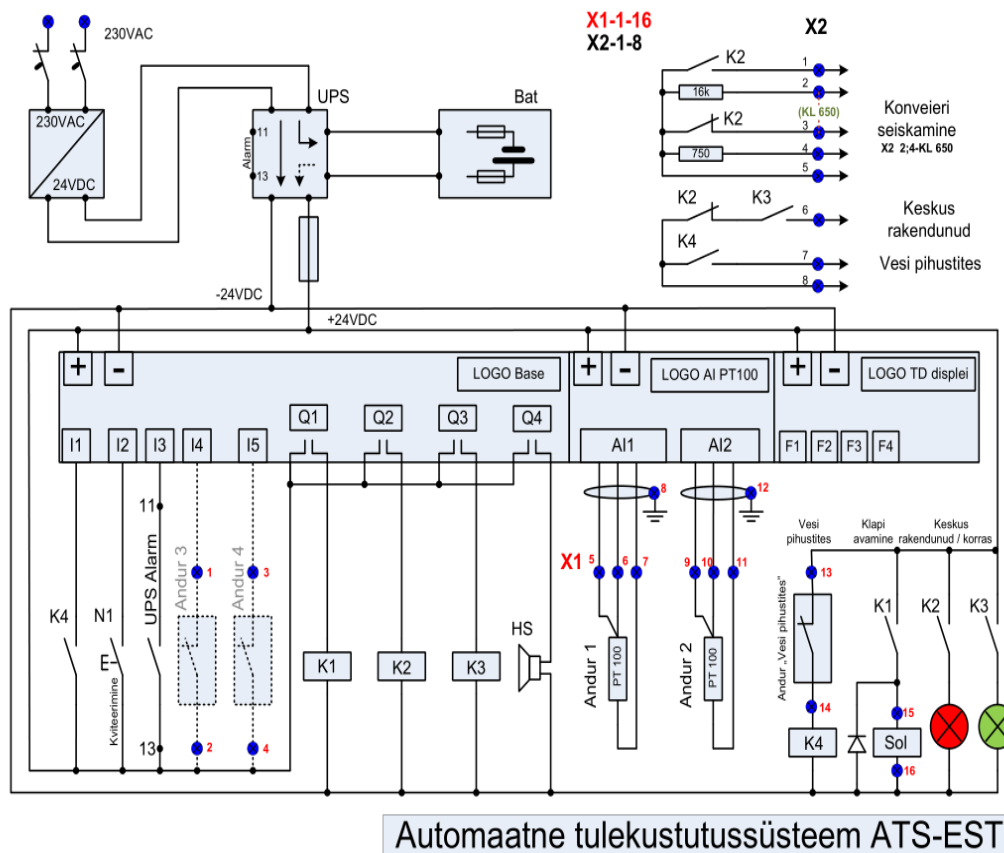 230VAC
230VAC
24VDC
UPS
11
Alarm
13
Bat
-24VDC
+24VDC
X1-1-16
X2-1-8
X2
K2
1
2
16k
(KL 650)
K2
3
750
4
5
Konveieri
seiskamine
X2 2;4-KL 650
K2
K3
6
Keskus
rakendunud
K4
7
Vesi pihustites
8
+
-
LOGO Base
+
-
LOGO AI PT100
+
-
LOGO TD displei
Q1
Q2
Q3
Q4
I1
I2
I3
I4
I5
AI1
AI2
F1
F2
F3
F4
8
12
11
UPS Alarm
13
Andur 3
1
2
Andur 4
3
4
K4
N1
E
Kviteerimine
K1
K2
K3
HS
X1
5
6
7
9
10
11
Andur 1
PT 100
Andur 2
PT 100
Vesi
pihustites
Klapi
avamine
Keskus
rakendunud / korras
13
Andur „Vesi pihustites"
14
K4
K1
15
Sol
16
K2
K3
Automaatne tulekustutussüsteem ATS-EST